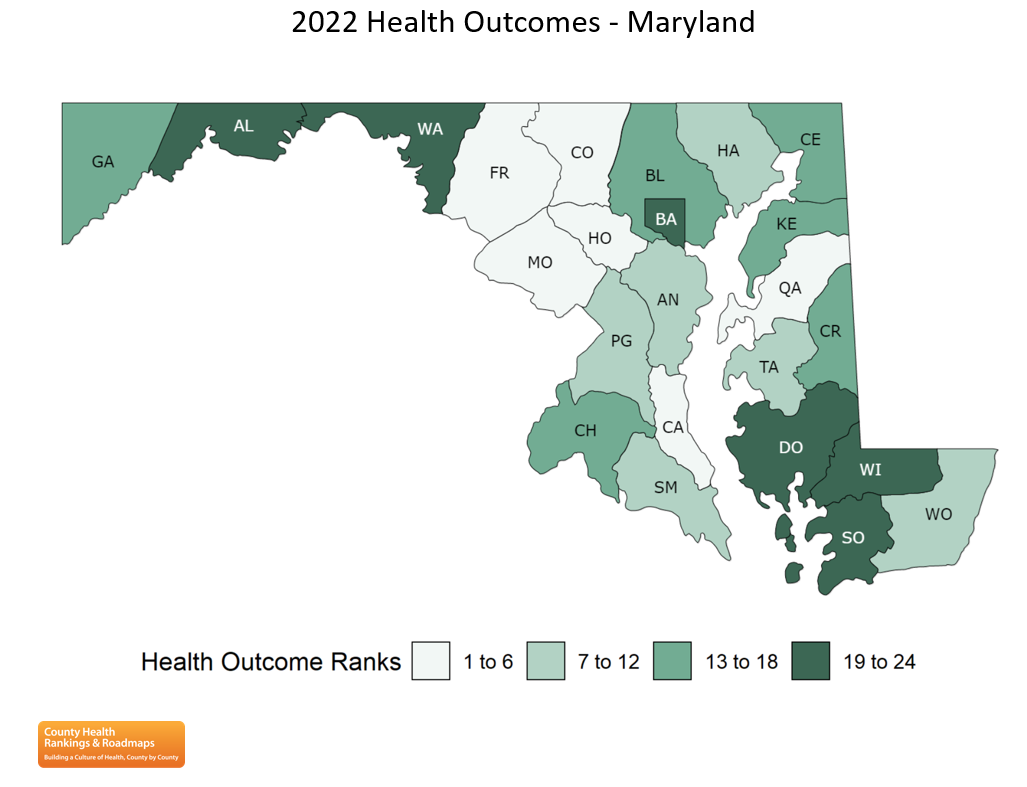 2022 Health Outcomes - Maryland
GA
AL
WA
FR
CO
BL
HA
CE
BA
KE
HO
MO
QA
AN
CR
PG
TA
CH
CA
DO
WI
SM
WO
SO
Health Outcome Ranks 1 to 6 7 to 12 13 to 18 19 to 24
County Health
Rankings & Roadmaps
Building a Culture of Health, County by County